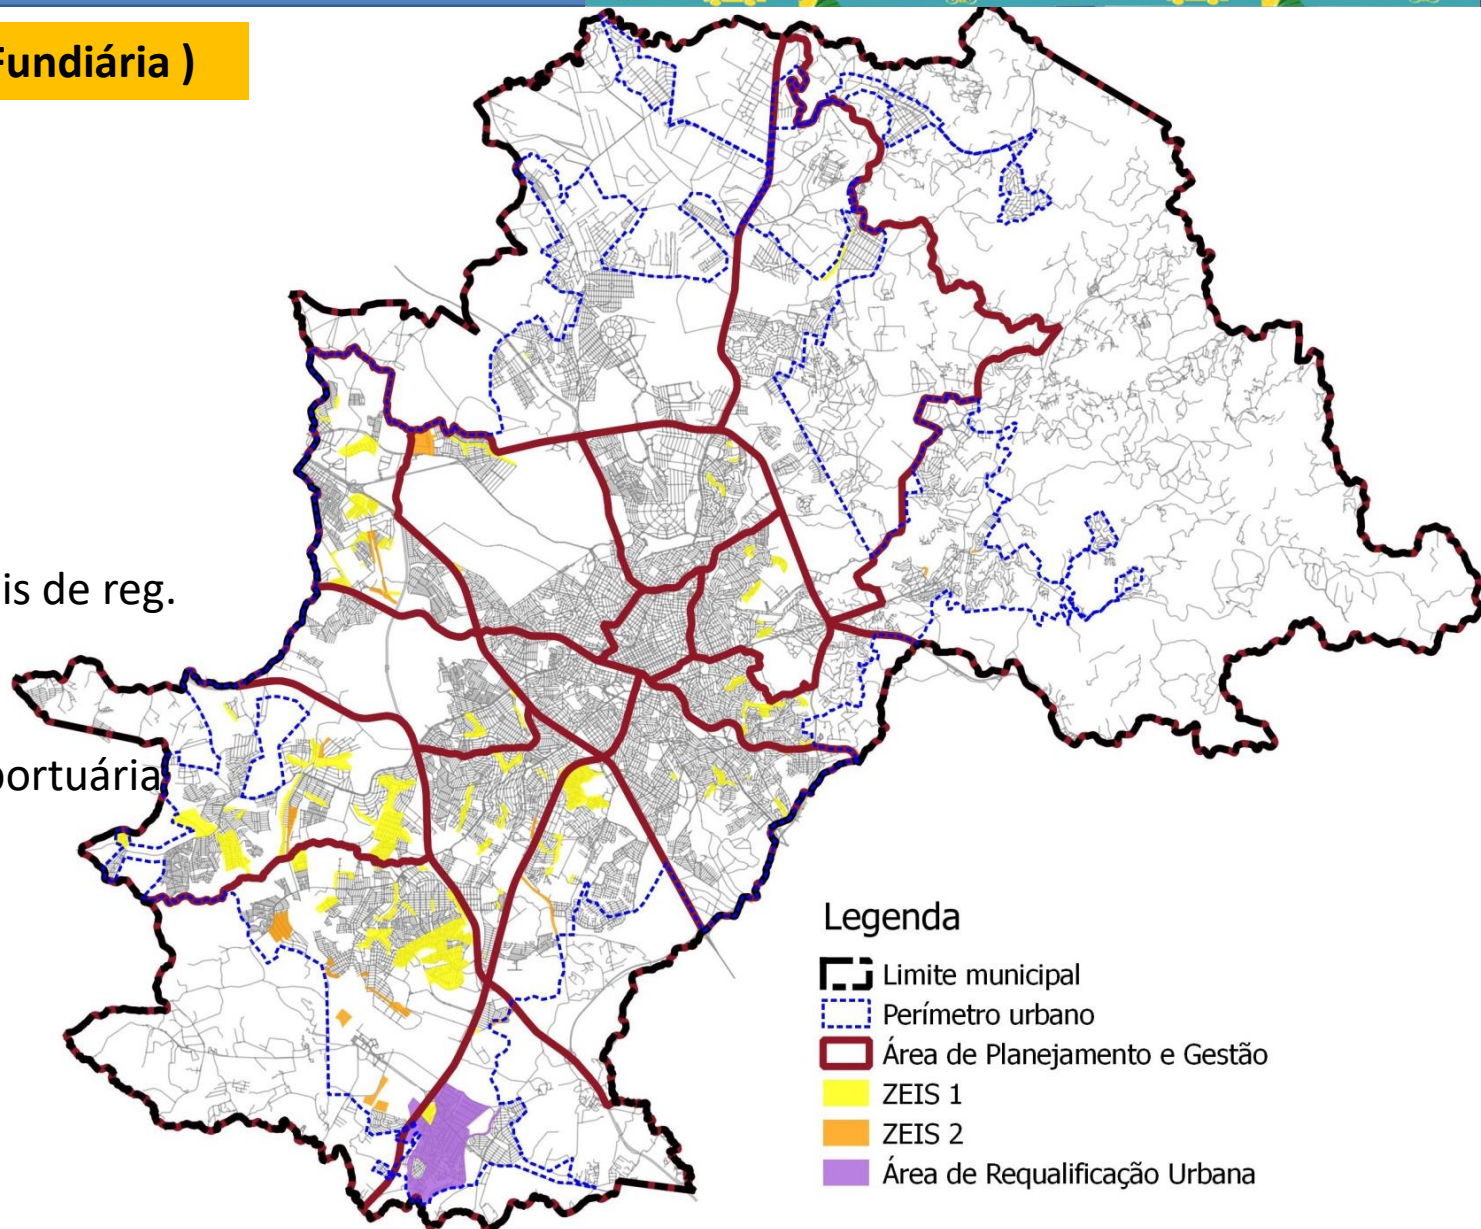 Fundiária )
is de reg.
portuária
Legenda
Limite municipal
Perímetro urbano
Área de Planejamento e Gestão
ZEIS 1
ZEIS 2
Área de Requalificação Urbana